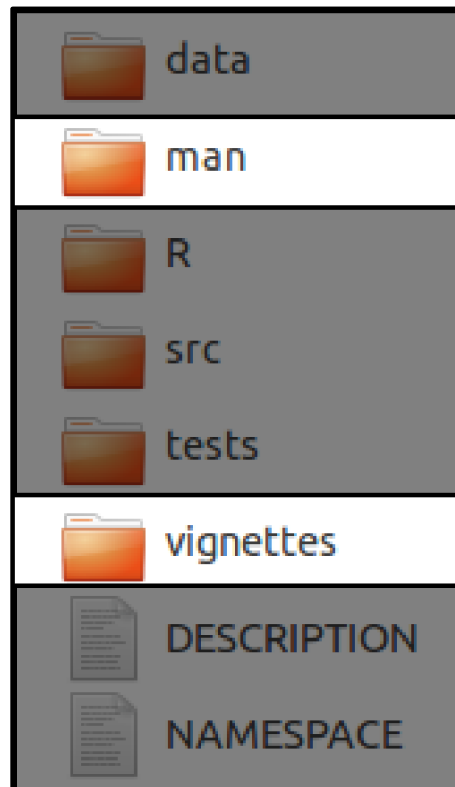 data
man
R
src
tests
vignettes
DESCRIPTION
NAMESPACE